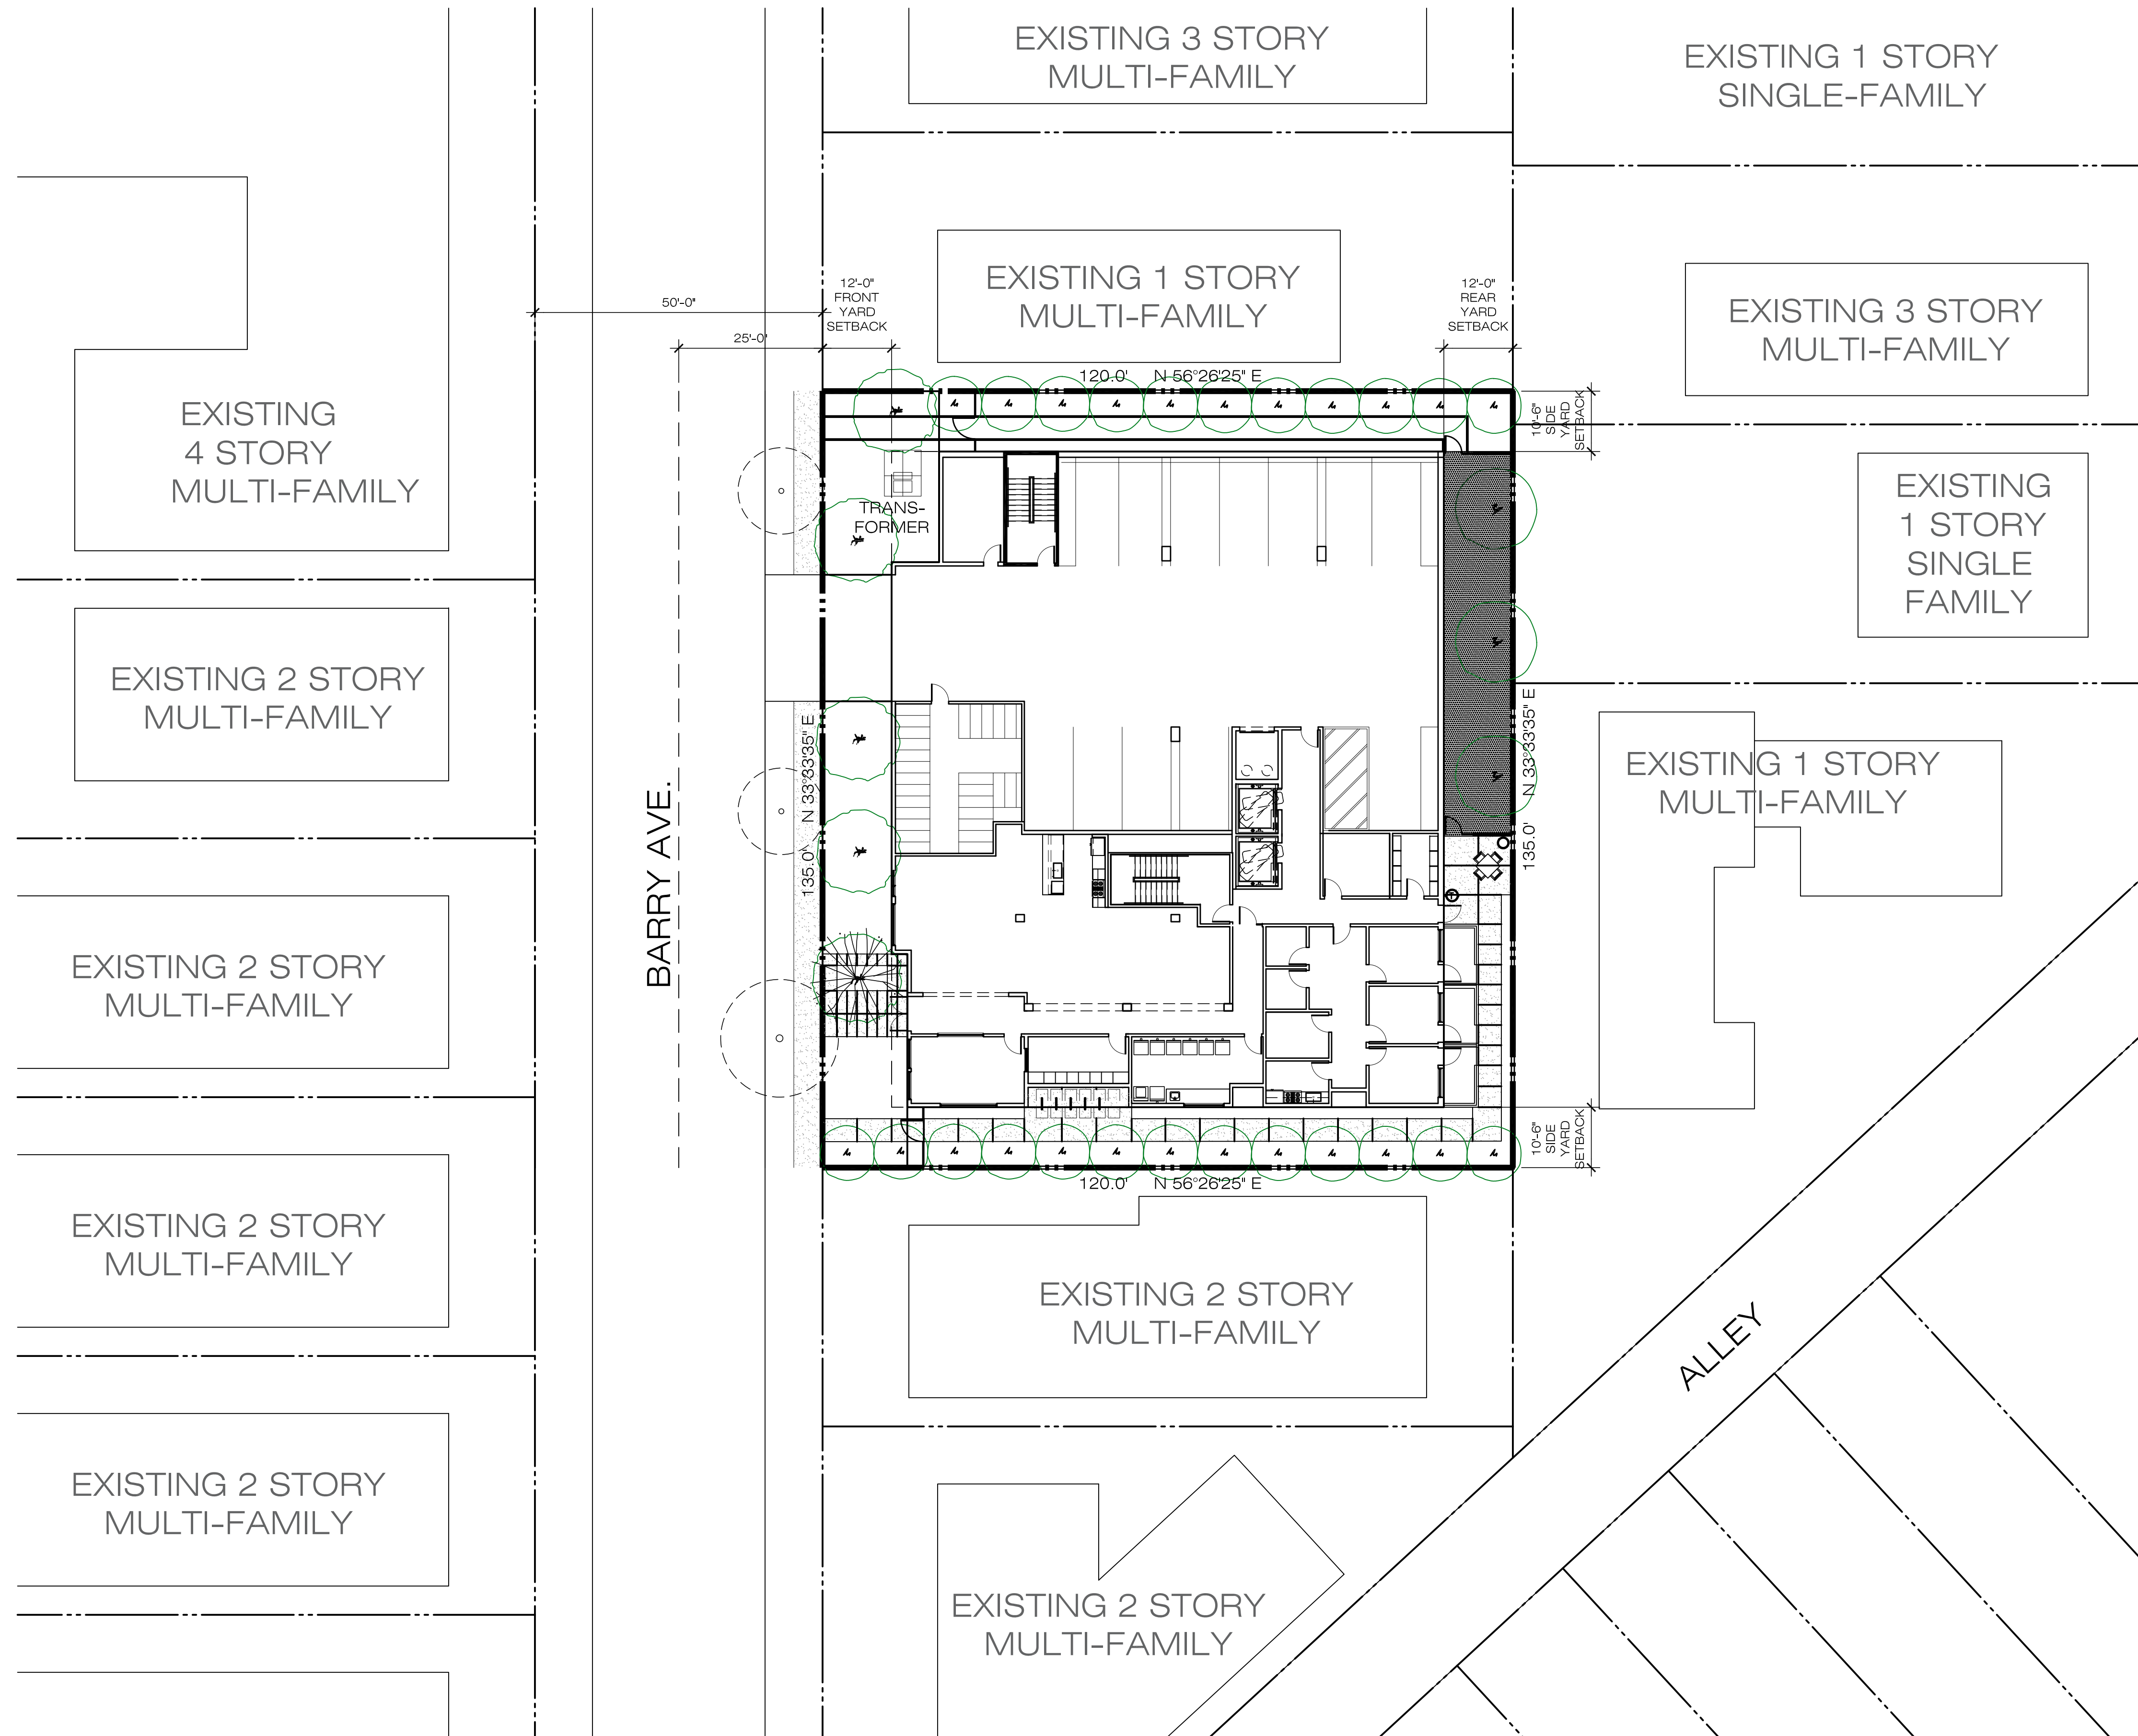 EXISTING 3 STORY
MULTI-FAMILY
EXISTING 1 STORY
SINGLE-FAMILY
EXISTING 1 STORY
MULTI-FAMILY
12'-0"
FRONT
YARD
SETBACK
12'-0"
REAR
YARD
SETBACK
50'-0"
25'-0"
EXISTING 3 STORY
MULTI-FAMILY
120.0' N 56°26'25" E
10'-6"
SIDE
YARD
SETBACK
EXISTING
4 STORY
MULTI-FAMILY
TRANS-
FORMER
EXISTING
1 STORY
SINGLE
FAMILY
EXISTING 2 STORY
MULTI-FAMILY
BARRY AVE.
135.0' N 33°33'35" E
135.0' N 33°33'35" E
EXISTING 1 STORY
MULTI-FAMILY
EXISTING 2 STORY
MULTI-FAMILY
10'-6"
SIDE
YARD
SETBACK
120.0' N 56°26'25" E
EXISTING 2 STORY
MULTI-FAMILY
EXISTING 2 STORY
MULTI-FAMILY
ALLEY
EXISTING 2 STORY
MULTI-FAMILY
EXISTING 2 STORY
MULTI-FAMILY